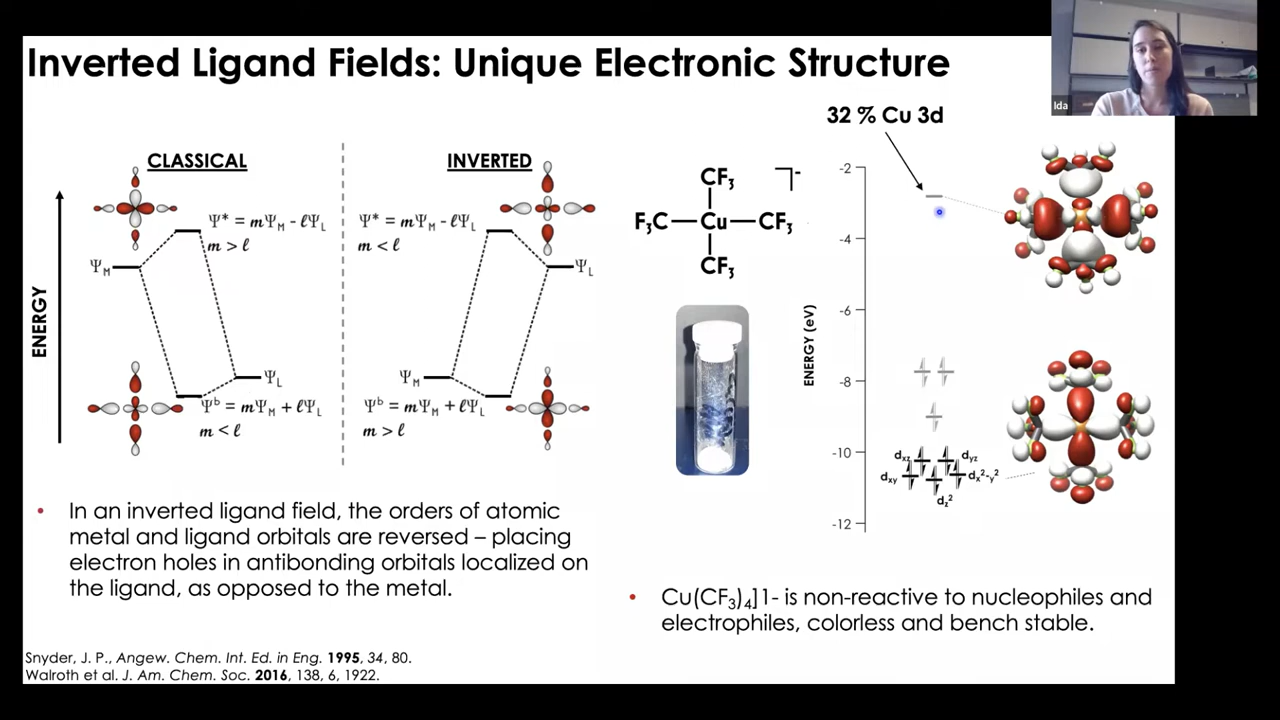 Inverted Ligand Fields: Unique Electronic Structure
Ida
32 % Cu 3d
CLASSICAL
INVERTED
Ψ* = mΨM - ℓΨL
m > ℓ
ΨM
ΨL
Ψb = mΨM + ℓΨL
m < ℓ
Ψ* = mΨM - ℓΨL
m < ℓ
ΨL
ΨM
Ψb = mΨM + ℓΨL
m > ℓ
ENERGY
CF3
F3C
Cu
CF3
CF3
-
ENERGY (eV)
-2
-4
-6
-8
-10
-12
dxz
dyz
dxy
dx2-y2
dz2
• In an inverted ligand field, the orders of atomic
metal and ligand orbitals are reversed – placing
electron holes in antibonding orbitals localized on
the ligand, as opposed to the metal.
• Cu(CF3)4]1- is non-reactive to nucleophiles and
electrophiles, colorless and bench stable.
Snyder, J. P., Angew. Chem. Int. Ed. in Eng. 1995, 34, 80.
Walroth et al. J. Am. Chem. Soc. 2016, 138, 6, 1922.